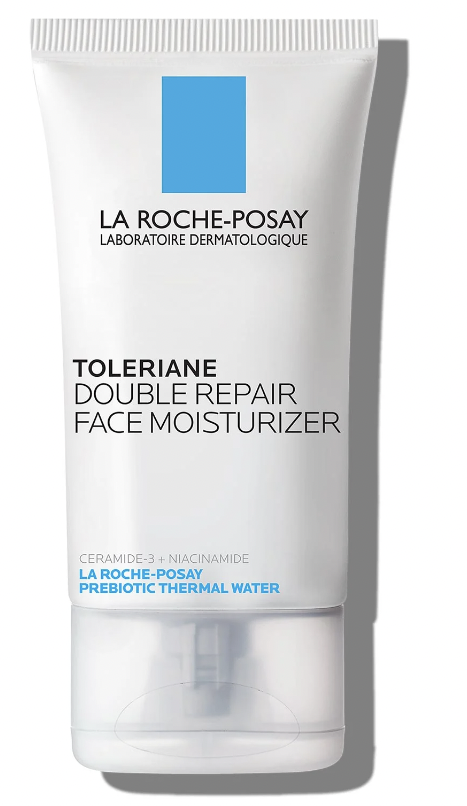 LA ROCHE-POSAY
LABORATOIRE DERMATOLOGIQUE
TOLERIANE
DOUBLE REPAIR
FACE MOISTURIZER
CERAMIDE-3 + NIACINAMIDE
LA ROCHE-POSAY
PREBIOTIC THERMAL WATER